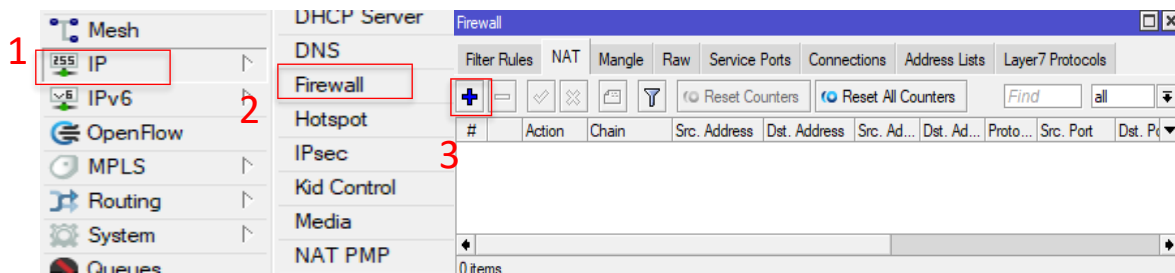 1
2
3
Mesh
255
IP
v6
IPv6
OpenFlow
MPLS
Routing
System
Queues
DHCP Server
DNS
Firewall
Hotspot
IPsec
Kid Control
Media
NAT PMP
Firewall
Filter Rules NAT Mangle Raw Service Ports Connections Address Lists Layer7 Protocols
Reset Counters Reset All Counters Find all
# Action Chain Src. Address Dst. Address Src. Ad... Dst. Ad... Proto... Src. Port Dst. Po
0 items